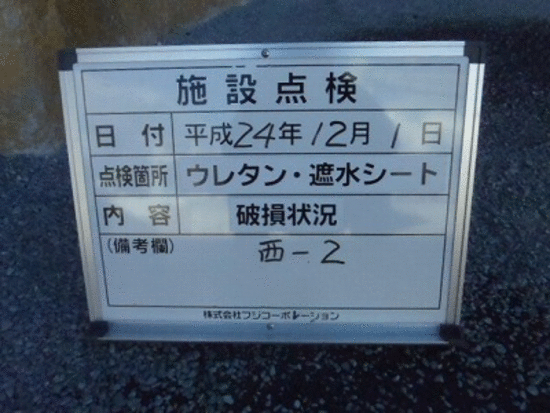 施設点検
日付 平成24年12月1日
点検箇所 ウレタン・遮水シート
内容 破損状況
(備考欄) 西-2
株式会社フジコーポレーション